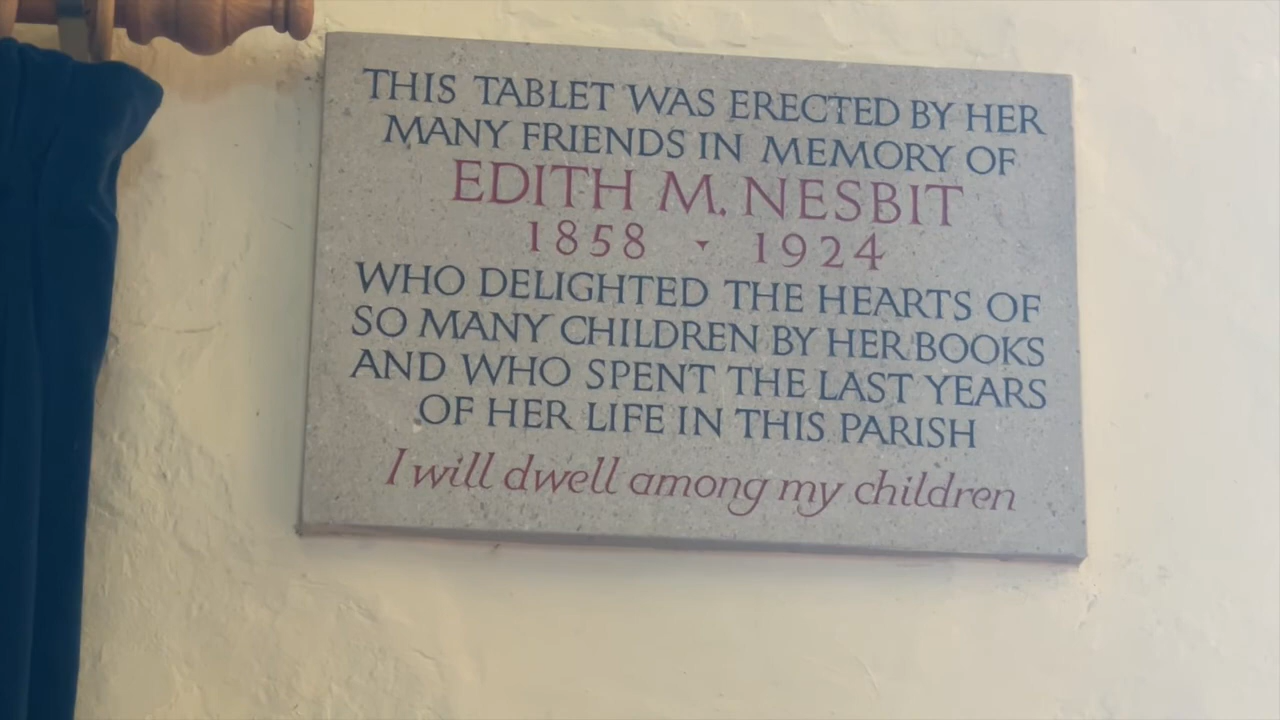 THIS TABLET WAS ERECTED BY HER
MANY FRIENDS IN MEMORY OF
EDITH M. NESBIT
1858 ▾ 1924
WHO DELIGHTED THE HEARTS OF
SO MANY CHILDREN BY HER BOOKS
AND WHO SPENT THE LAST YEARS
OF HER LIFE IN THIS PARISH
I will dwell among my children